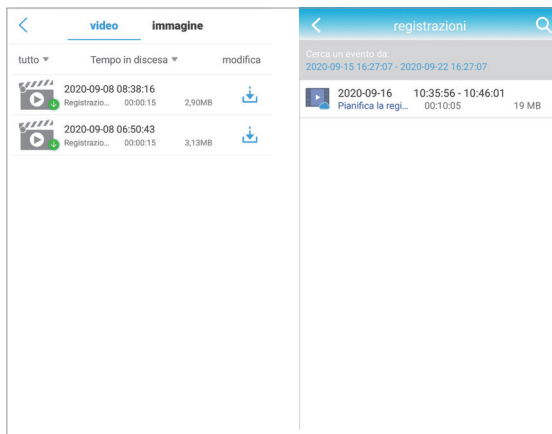 video immagine
tutto Tempo in discesa modifica
2020-09-08 08:38:16
Registrazio... 00:00:15 2,90MB
2020-09-08 06:50:43
Registrazio... 00:00:15 3,13MB
registrazioni
Cerca un evento da:
2020-09-15 16:27:07 - 2020-09-22 16:27:07
2020-09-16 10:35:56 - 10:46:01
Pianifica la regi... 00:10:05 19 MB